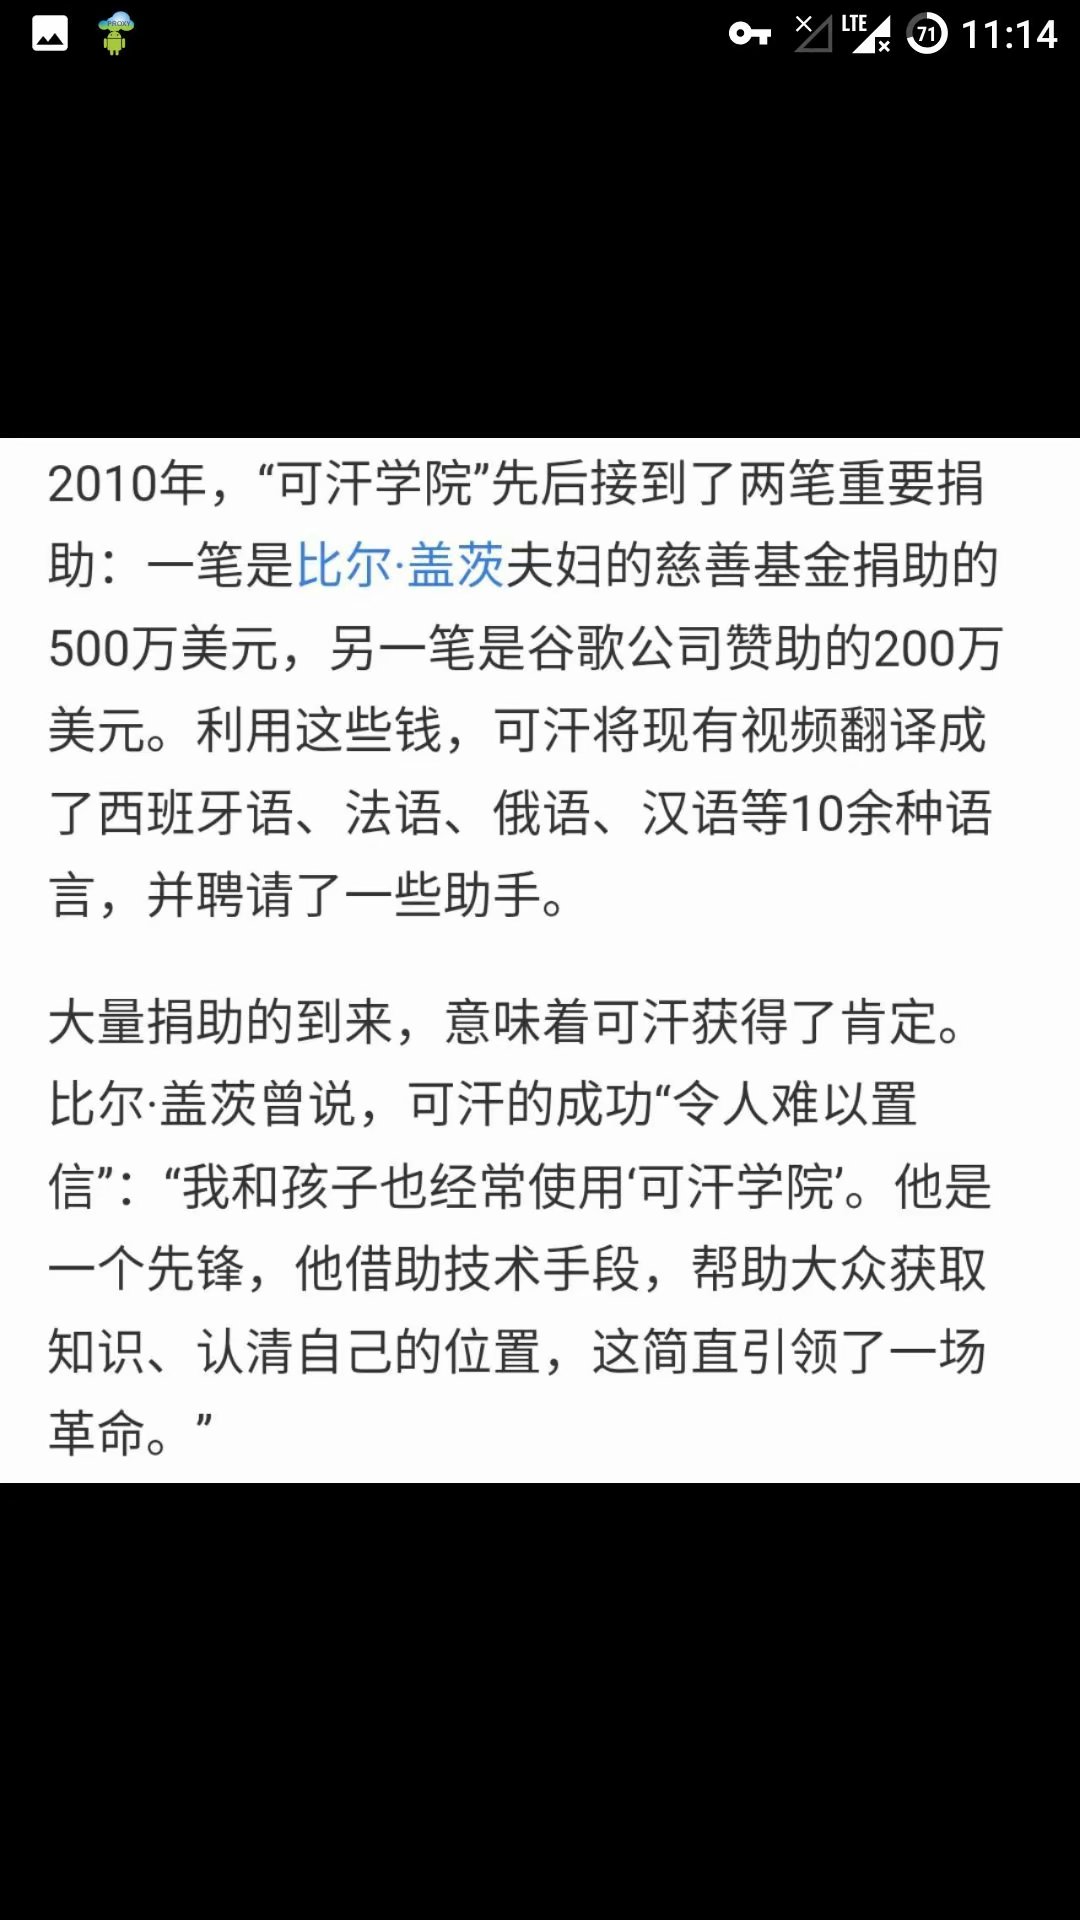 PROXY
LTE
71
11:14
2010年，“可汗学院”先后接到了两笔重要捐
助：一笔是比尔·盖茨夫妇的慈善基金捐助的
500万美元，另一笔是谷歌公司赞助的200万
美元。利用这些钱，可汗将现有视频翻译成
了西班牙语、法语、俄语、汉语等10余种语
言，并聘请了一些助手。
大量捐助的到来，意味着可汗获得了肯定。
比尔·盖茨曾说，可汗的成功“令人难以置
信”：“我和孩子也经常使用‘可汗学院’。他是
一个先锋，他借助技术手段，帮助大众获取
知识、认清自己的位置，这简直引领了一场
革命。”